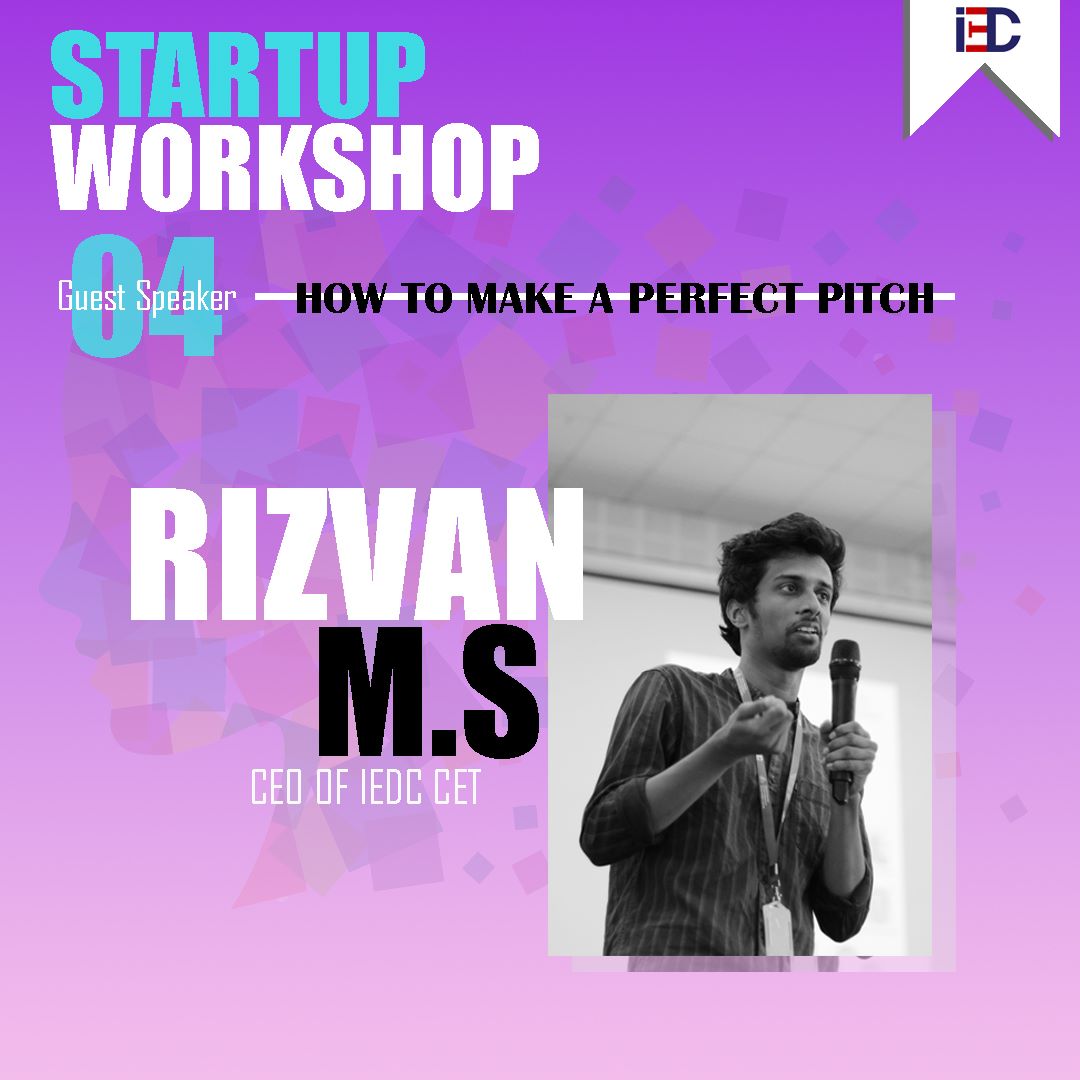 STARTUP
WORKSHOP
04
Guest Speaker
HOW TO MAKE A PERFECT PITCH
RIZVAN
M.S
CEO OF IEDC CET
iEDC